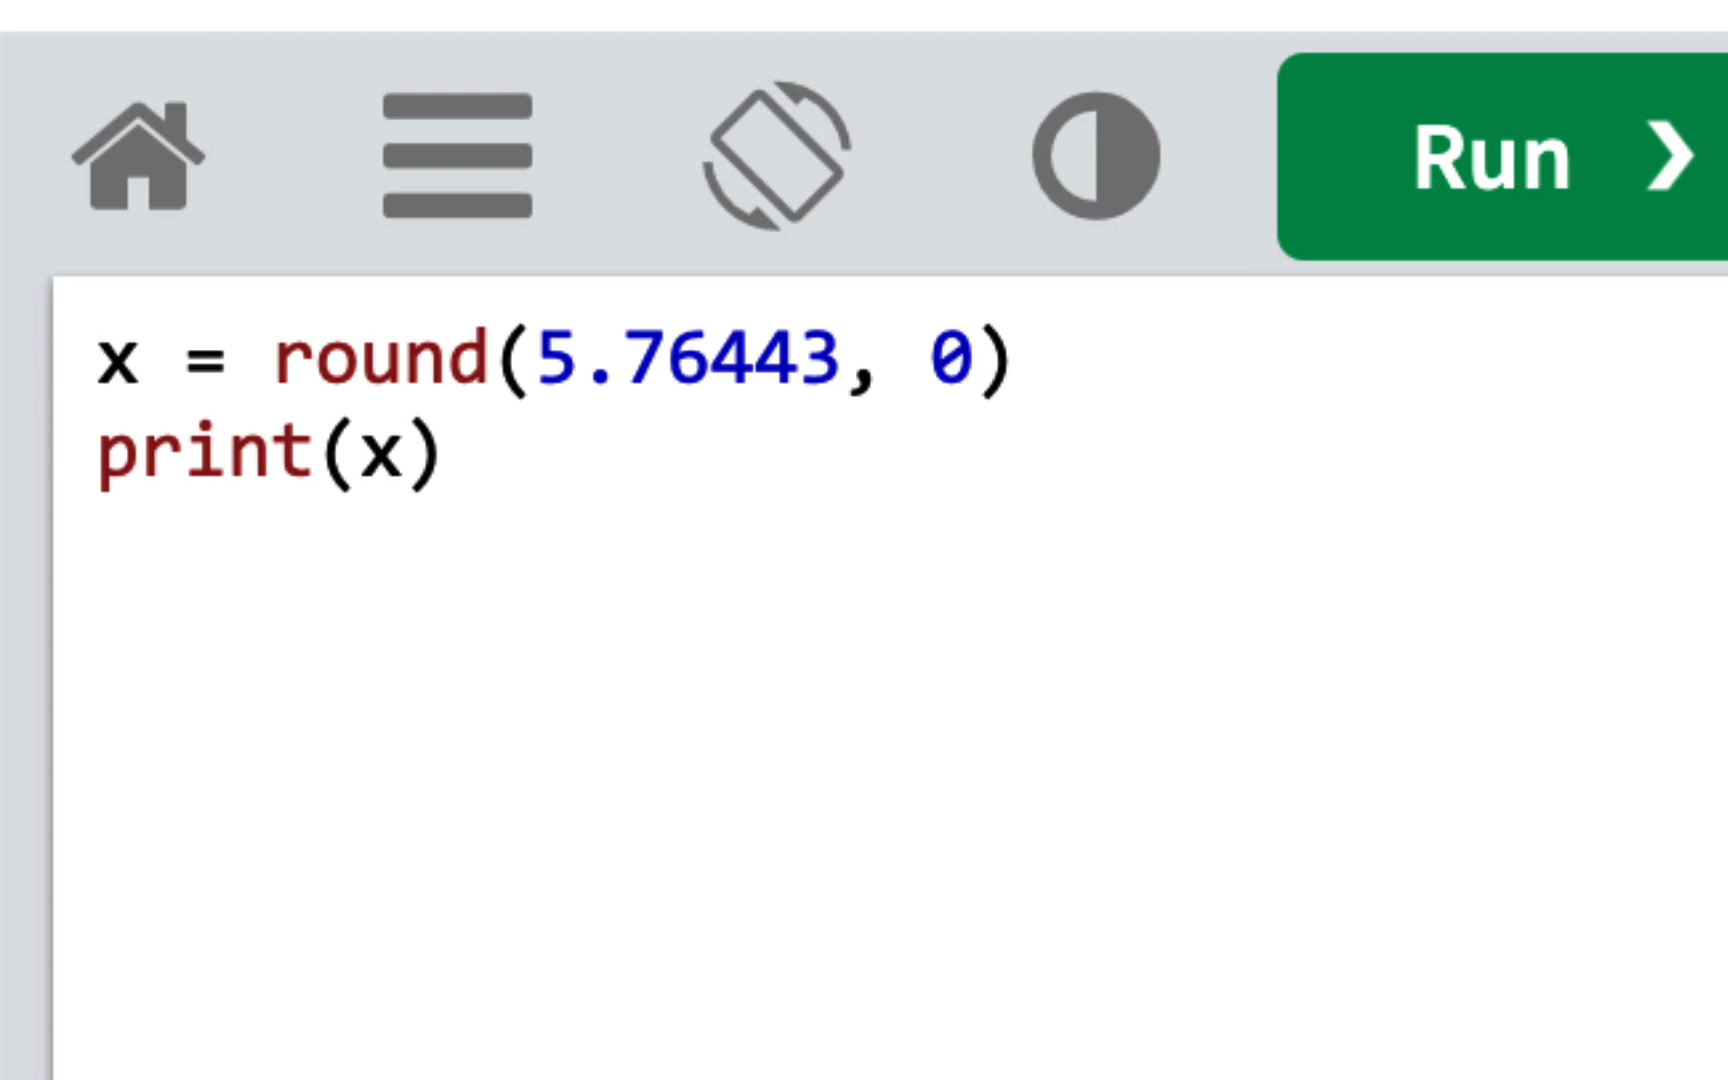 Run ❯
x = round(5.76443, 0)
print(x)